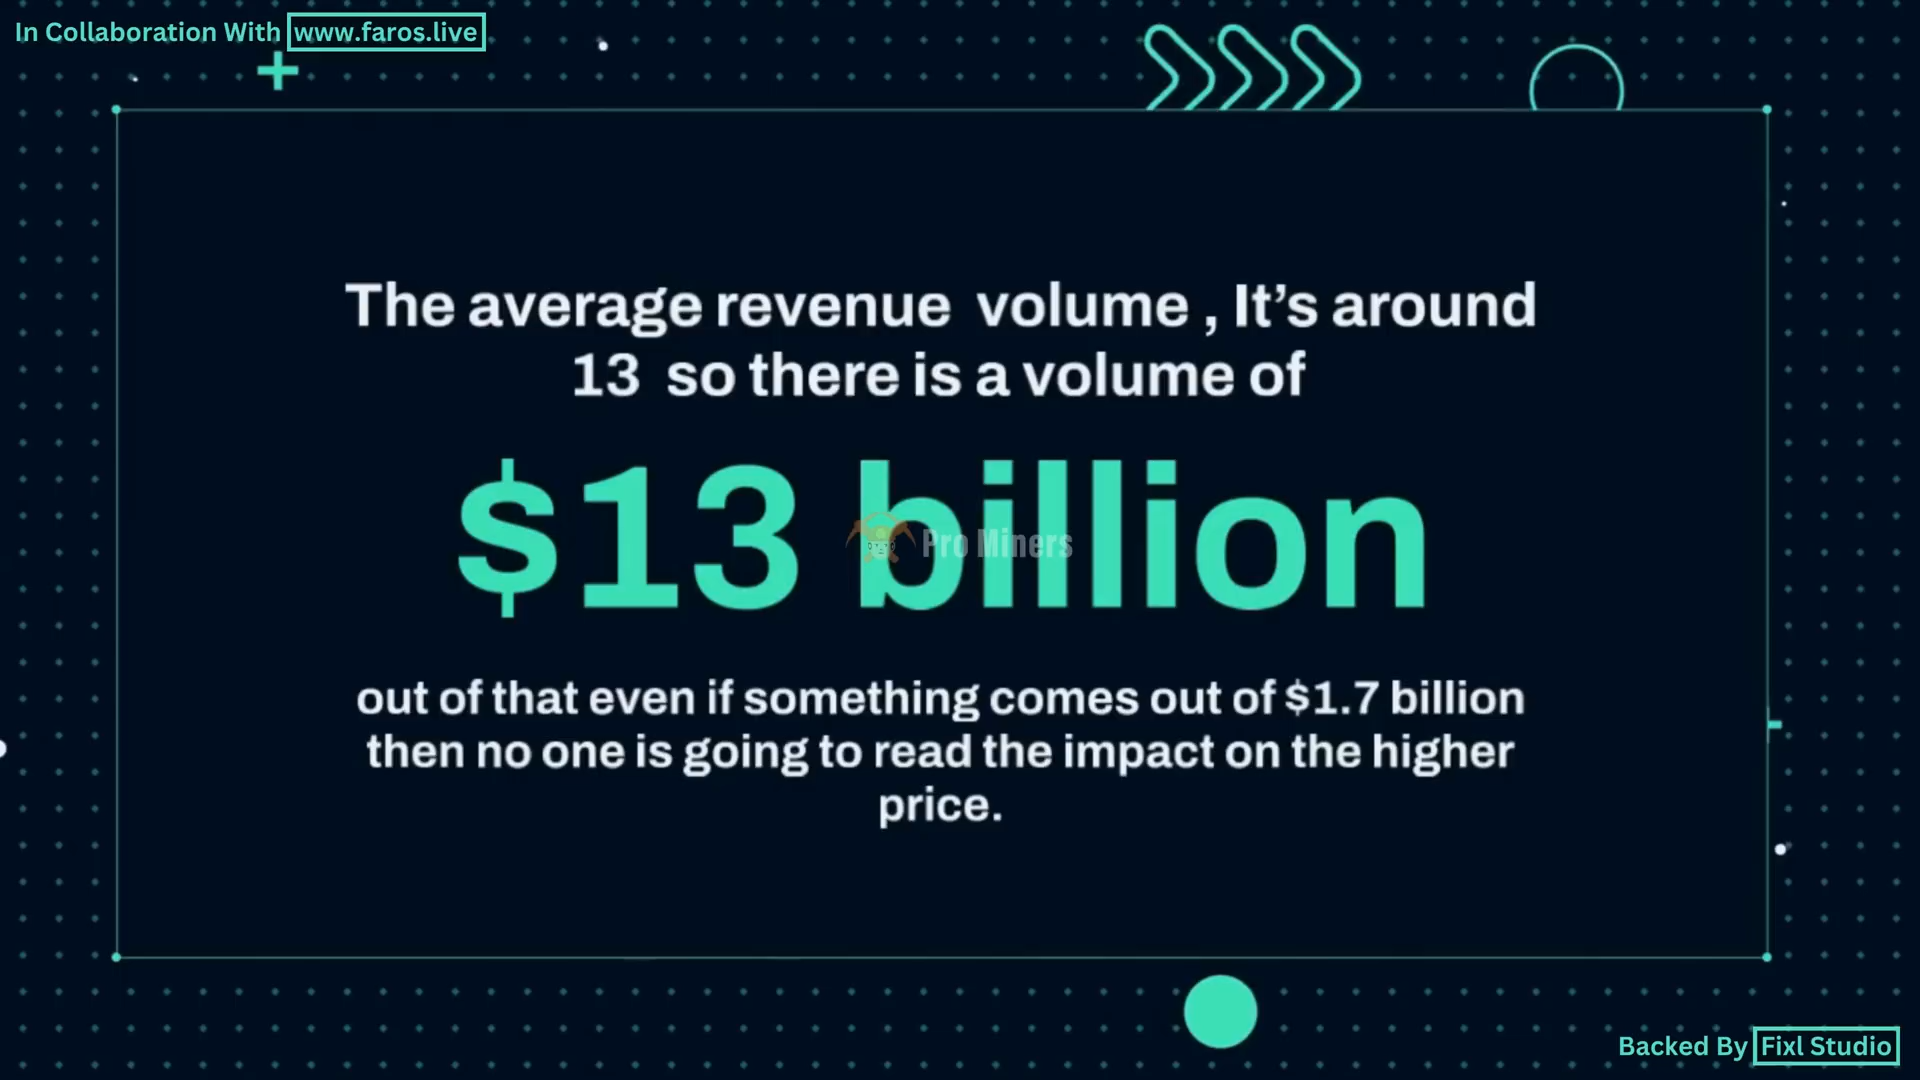 In Collaboration With www.faros.live
The average revenue volume , It’s around
13 so there is a volume of
$13 billion
Pro Miners
out of that even if something comes out of $1.7 billion
then no one is going to read the impact on the higher
price.
Backed By Fixl Studio